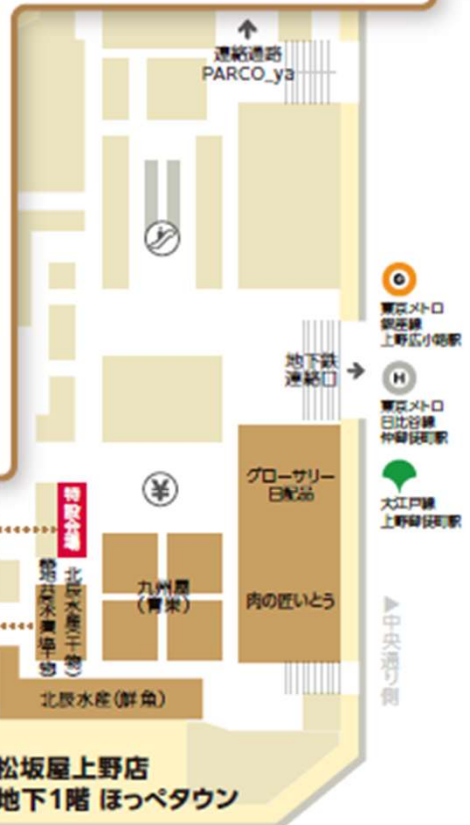 連絡通路
PARCO_ya
東京メトロ
銀座線
上野広小路駅
地下鉄
連絡口
H
東京メトロ
日比谷線
仲御徒町駅
グローサリー
日配品
大江戸線
上野御徒町駅
特設会場
九州屋
(青果)
肉の匠いとう
北辰水産(干物)
▶中央通り側
北辰水産(鮮魚)
松坂屋上野店
地下1階 ほっぺタウン